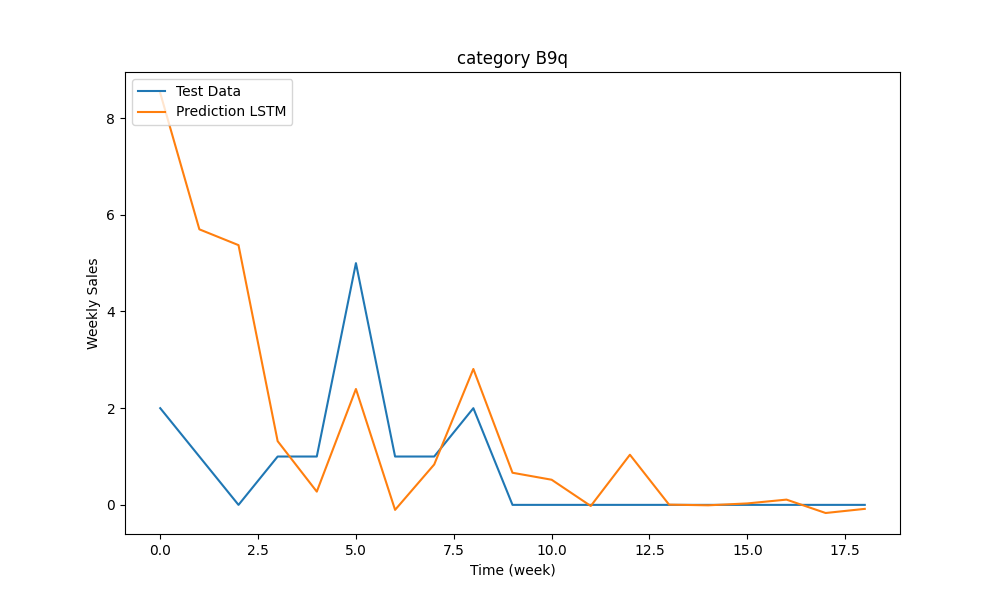 category B9q
Test Data
Prediction LSTM
Weekly Sales
8
6
4
2
0
0.0 2.5 5.0 7.5 10.0 12.5 15.0 17.5
Time (week)